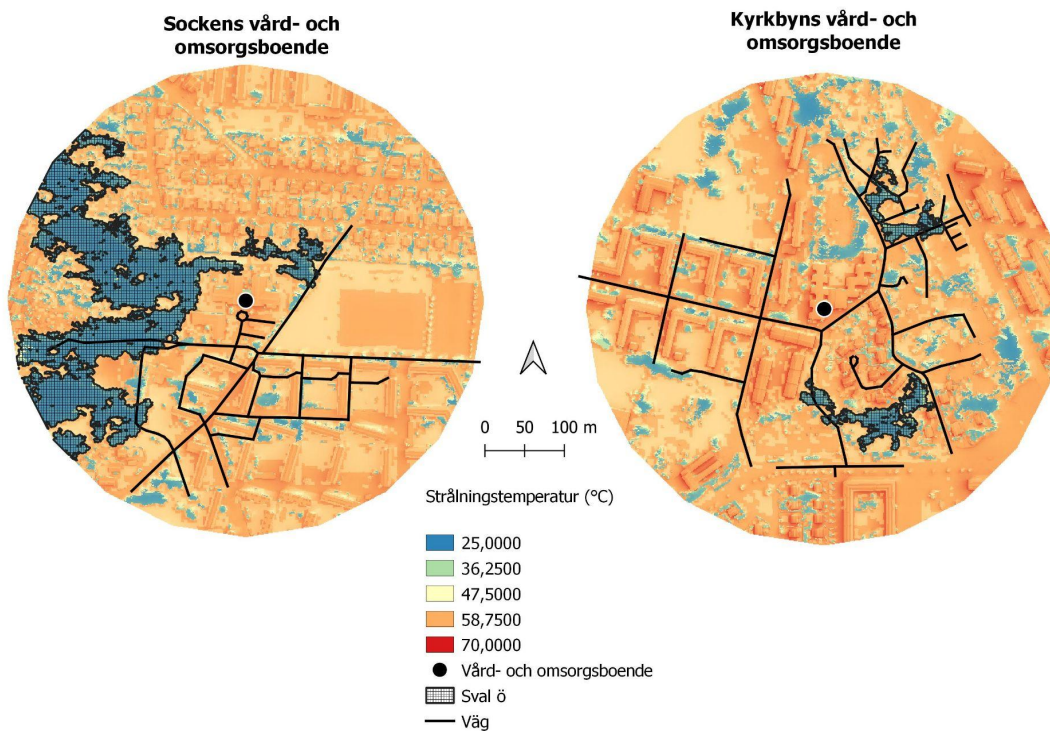 Sockens vård- och
omsorgsboende
Kyrkbyns vård- och
omsorgsboende
0 50 100 m
Strålningstemperatur (°C)
25,0000
36,2500
47,5000
58,7500
70,0000
Vård- och omsorgsboende
Sval ö
Väg